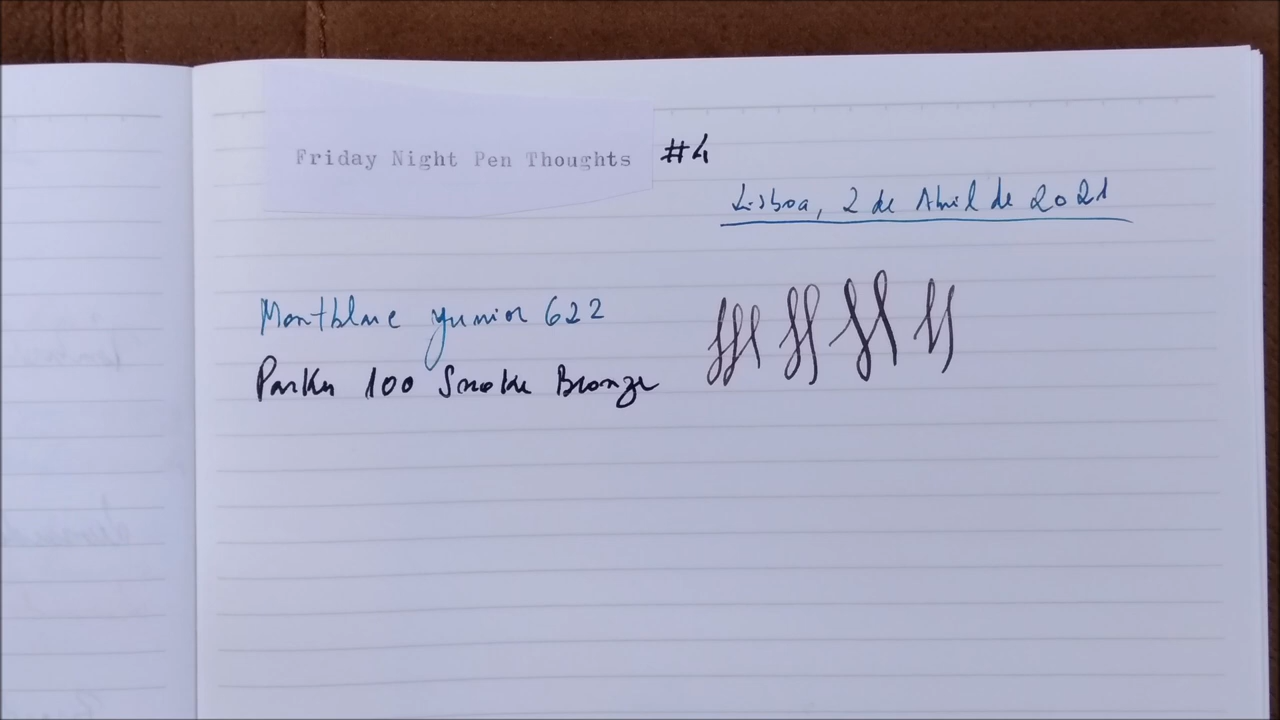 Friday Night Pen Thoughts #4
Lisboa, 2 de Abril de 2021
Montblanc Junior 622
Parker 100 Smoke Bronze